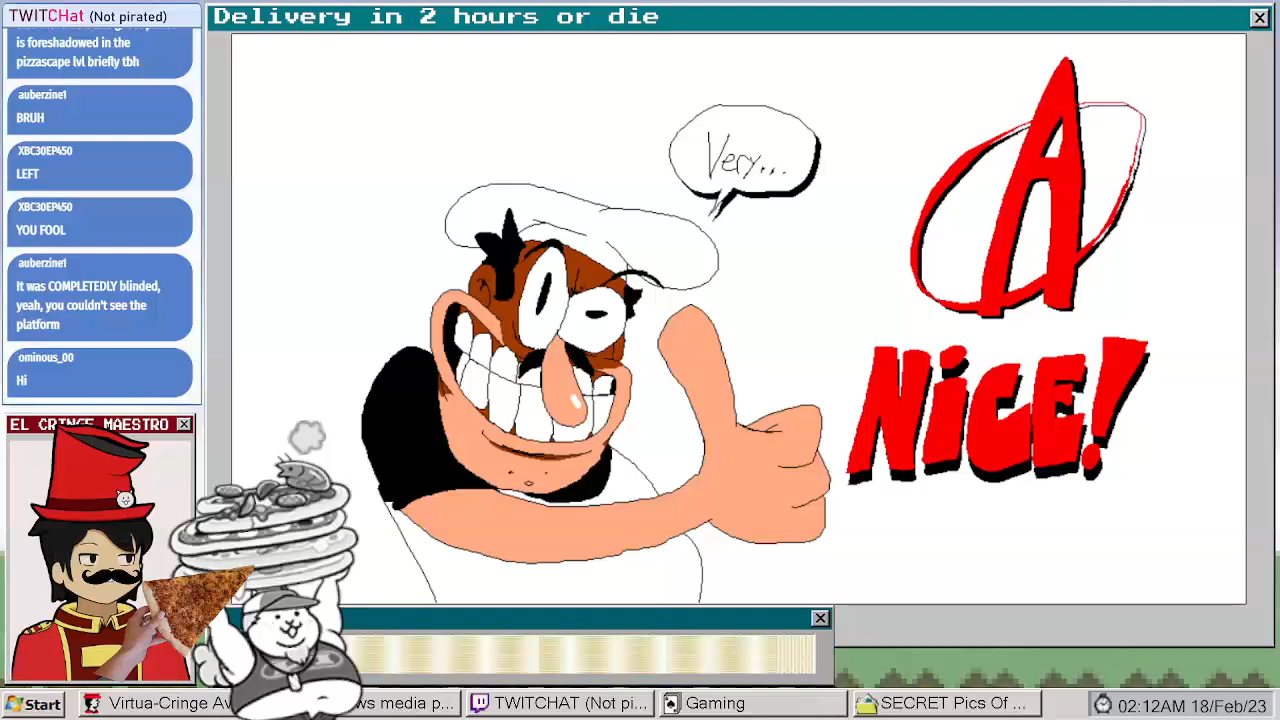 TWITCHat (Not pirated)
is foreshadowed in the
pizzascape lvl briefly tbh
auberzine1
BRUH
XBC30EP450
LEFT
XBC30EP450
YOU FOOL
auberzine1
It was COMPLETELY blinded,
yeah, you couldn't see the
platform
ominous_00
Hi
EL CRINGE MAESTRO
Delivery in 2 hours or die
Very...
A
NiCE!
Start
Virtua-Cringe Av
ws media p...
TWITCHAT (Not pi...
Gaming
SECRET Pics Of ...
02:12AM 18/Feb/23